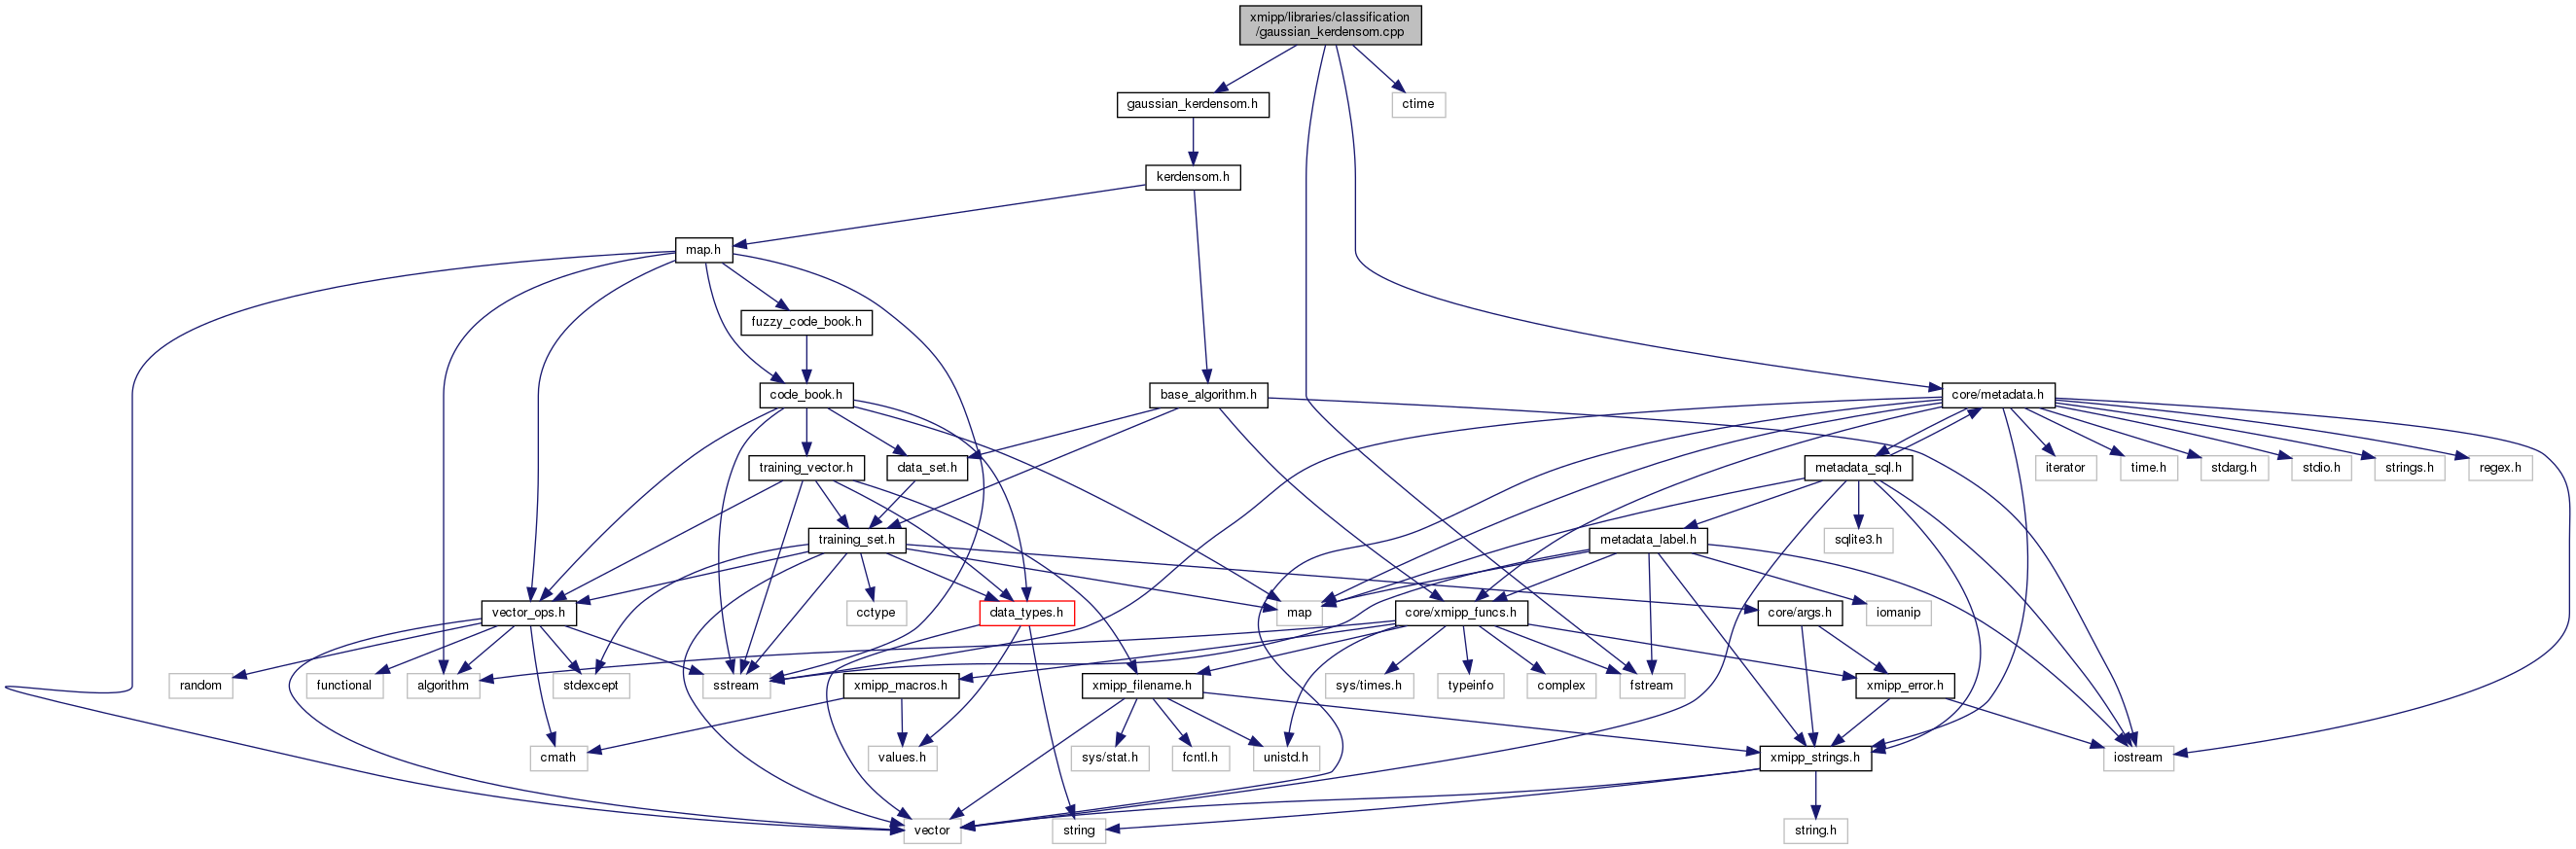 xmipp/libraries/classification
/gaussian_kerdensom.cpp
gaussian_kerdensom.h
ctime
kerdensom.h
map.h
fuzzy_code_book.h
code_book.h
base_algorithm.h
core/metadata.h
training_vector.h
data_set.h
metadata_sql.h
iterator
time.h
stdarg.h
stdio.h
strings.h
regex.h
training_set.h
metadata_label.h
sqlite3.h
vector_ops.h
cctype
data_types.h
map
core/xmipp_funcs.h
core/args.h
iomanip
random
functional
algorithm
stdexcept
sstream
xmipp_macros.h
xmipp_filename.h
sys/times.h
typeinfo
complex
fstream
xmipp_error.h
cmath
values.h
sys/stat.h
fcntl.h
unistd.h
xmipp_strings.h
iostream
vector
string
string.h